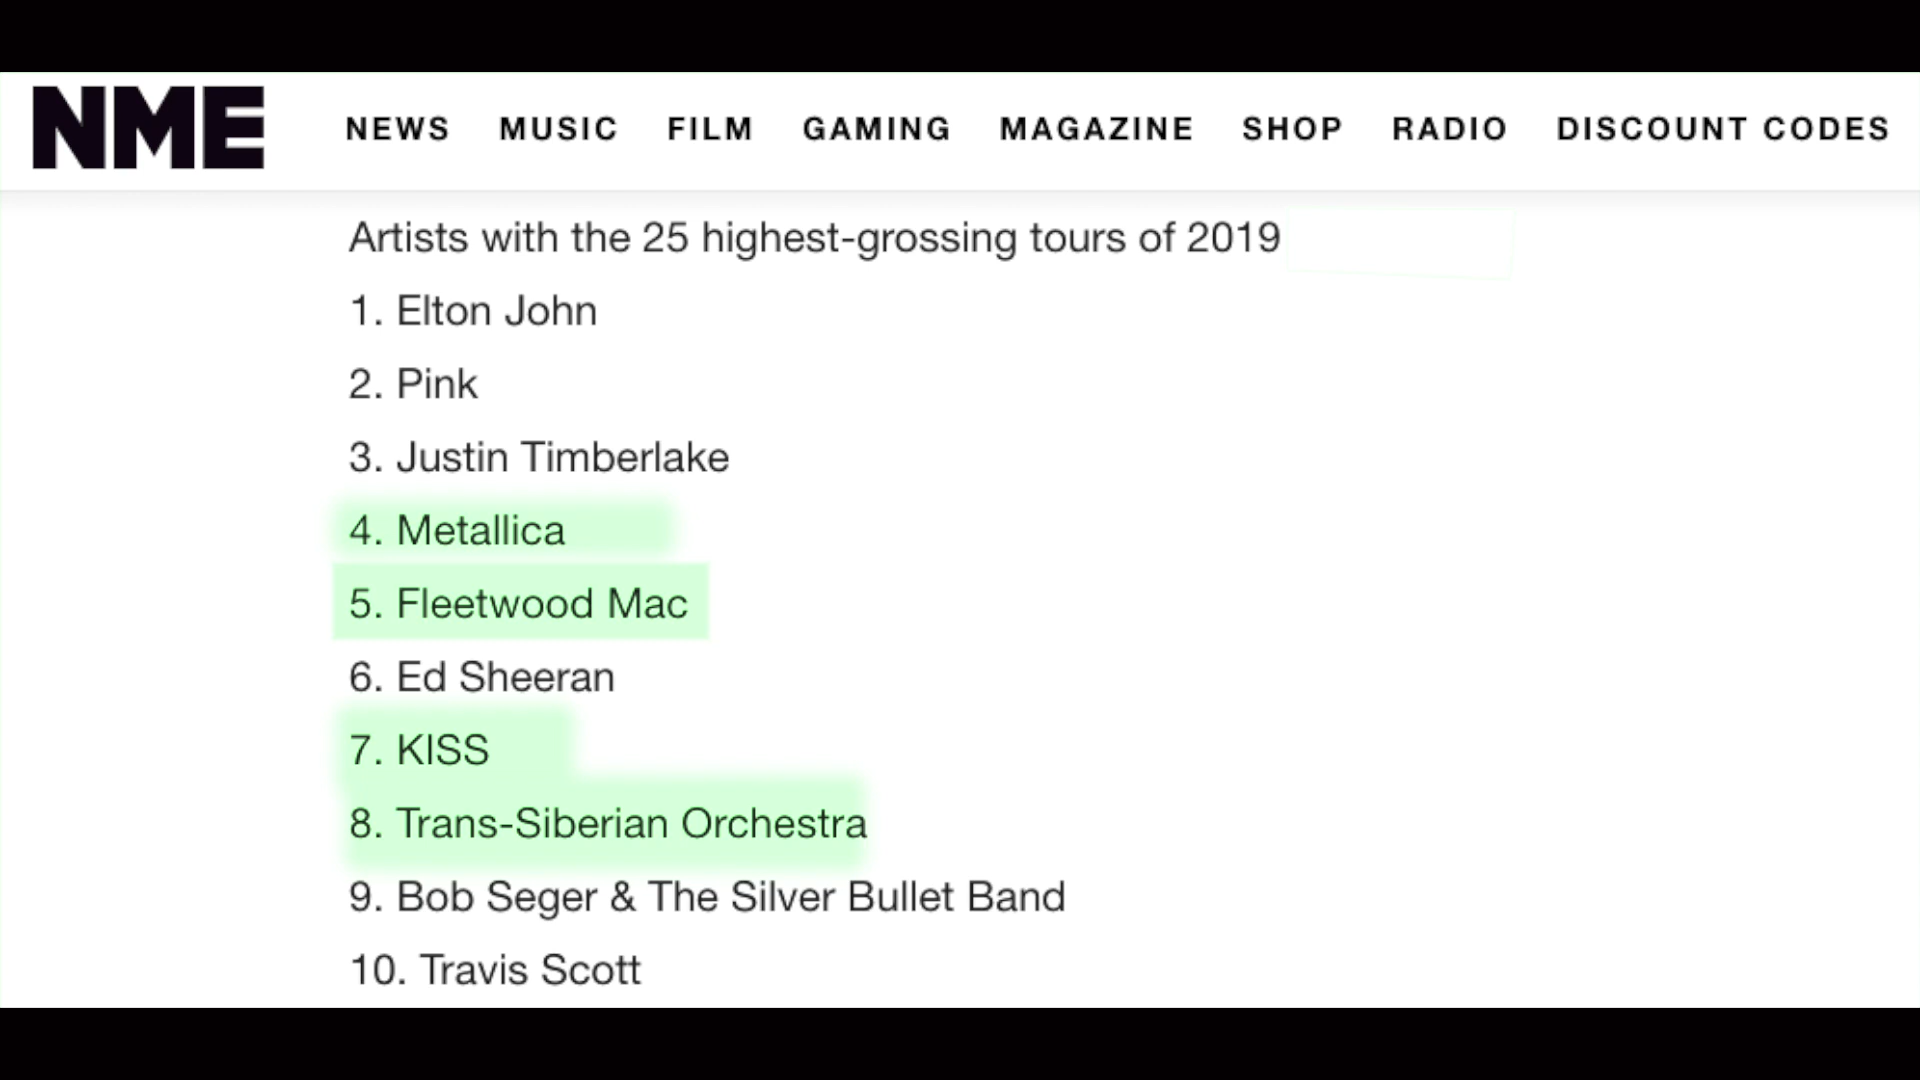 NME NEWS MUSIC FILM GAMING MAGAZINE SHOP RADIO DISCOUNT CODES
Artists with the 25 highest-grossing tours of 2019
1. Elton John
2. Pink
3. Justin Timberlake
4. Metallica
5. Fleetwood Mac
6. Ed Sheeran
7. KISS
8. Trans-Siberian Orchestra
9. Bob Seger & The Silver Bullet Band
10. Travis Scott